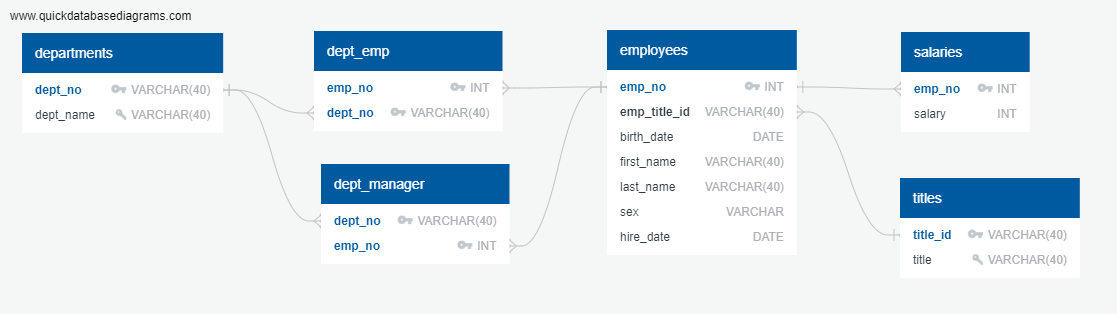 www.quickdatabasediagrams.com
departments
dept_no VARCHAR(40)
dept_name VARCHAR(40)
dept_emp
emp_no INT
dept_no VARCHAR(40)
dept_manager
dept_no VARCHAR(40)
emp_no INT
employees
emp_no INT
emp_title_id VARCHAR(40)
birth_date DATE
first_name VARCHAR(40)
last_name VARCHAR(40)
sex VARCHAR
hire_date DATE
salaries
emp_no INT
salary INT
titles
title_id VARCHAR(40)
title VARCHAR(40)